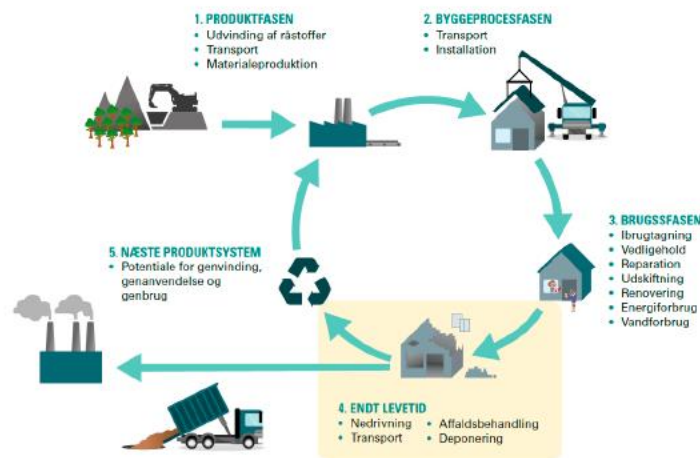 1. PRODUKTFASEN
• Udvinding af råstoffer
• Transport
• Materialeproduktion
2. BYGGEPROCESFASEN
• Transport
• Installation
3. BRUGSSFASEN
• Ibrugtagning
• Vedligehold
• Reparation
• Udskiftning
• Renovering
• Energiforbrug
• Vandforbrug
4. ENDT LEVETID
• Nedrivning
• Transport
• Affaldsbehandling
• Deponering
5. NÆSTE PRODUKTSYSTEM
• Potentiale for genvinding,
genanvendelse og
genbrug